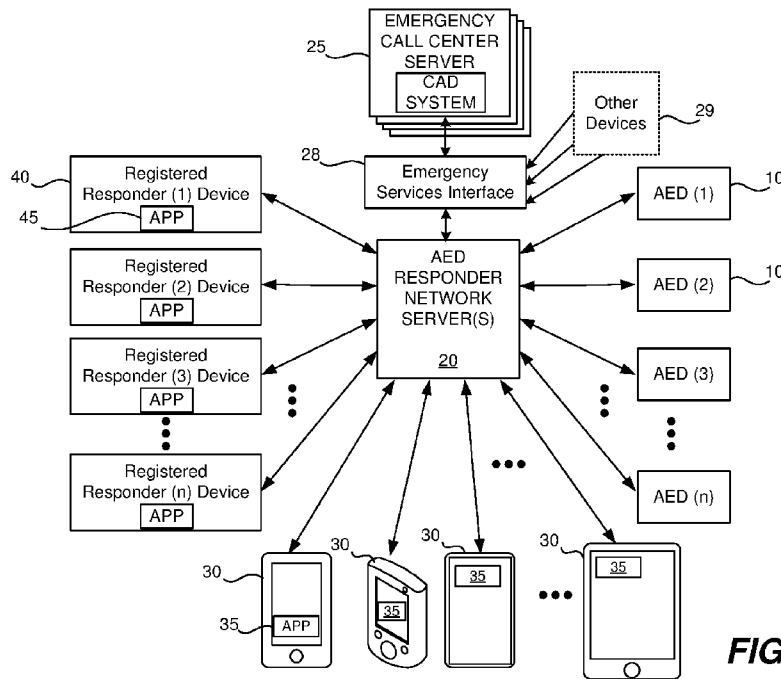 EMERGENCY
CALL CENTER
SERVER
CAD
SYSTEM
25
Other
Devices
29
28
Emergency
Services Interface
40
Registered
Responder (1) Device
45
APP
AED
RESPONDER
NETWORK
SERVER(S)
20
AED (1)
10
Registered
Responder (2) Device
APP
AED (2)
10
Registered
Responder (3) Device
APP
AED (3)
Registered
Responder (n) Device
APP
AED (n)
30
35
APP
30
35
30
35
30
35
FIG